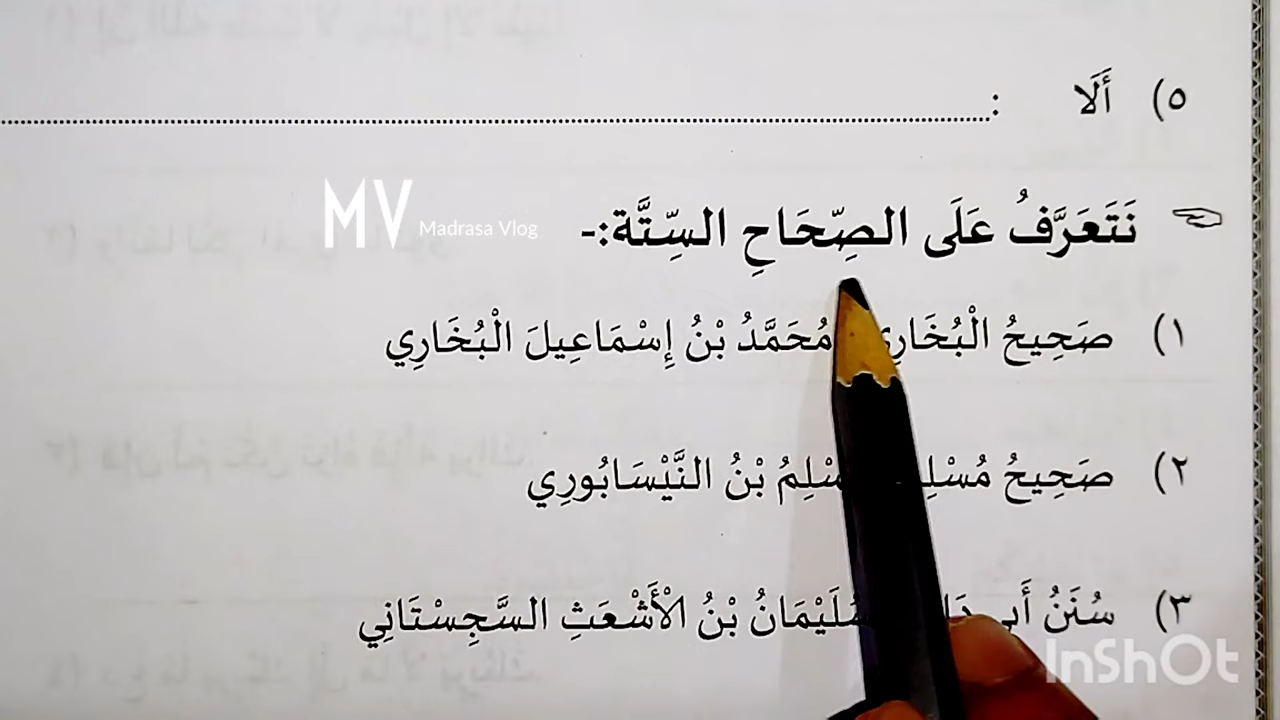 ٥) أَلَا :
نَتَعَرَّفُ عَلَى الصِّحَاحِ السِّتَّة:-
MV Madrasa Vlog
١) صَحِيحُ الْبُخَارِي مُحَمَّدُ بْنُ إِسْمَاعِيلَ الْبُخَارِي
٢) صَحِيحُ بْنُ النَّيْسَابُورِي
٣) سُنَنُ أَبِي سُلَيْمَانُ بْنُ الْأَشْعَثِ السَّجِسْتَانِي
InShOt